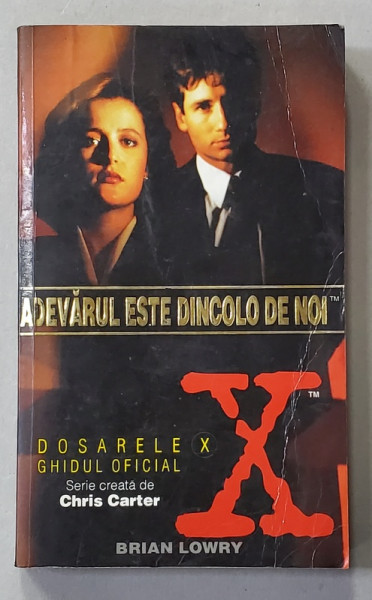 ADEVĂRUL ESTE DINCOLO DE NOI™
X™
DOSARELE X
GHIDUL OFICIAL
Serie creată de
Chris Carter
BRIAN LOWRY